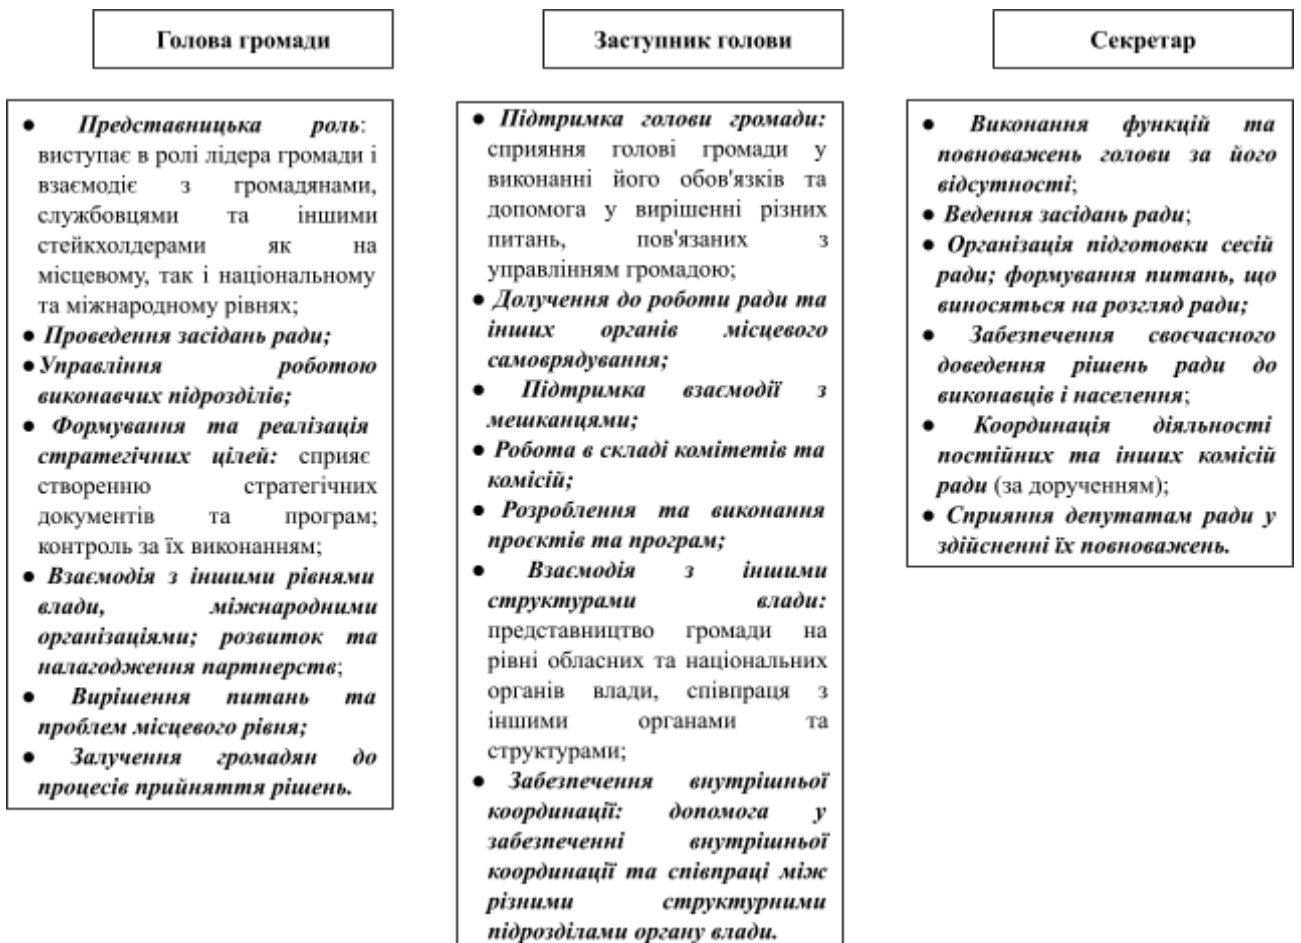 Голова громади
● Представницька роль:
виступає в ролі лідера громади і
взаємодіє з громадянами,
службовцями та іншими
стейкхолдерами як на
місцевому, так і національному
та міжнародному рівнях;
● Проведення засідань ради;
● Управління роботою
виконавчих підрозділів;
● Формування та реалізація
стратегічних цілей: сприяє
створенню стратегічних
документів та програм;
контроль за їх виконанням;
● Взаємодія з іншими рівнями
влади, міжнародними
організаціями; розвиток та
налагодження партнерств;
● Вирішення питань та
проблем місцевого рівня;
● Залучення громадян до
процесів прийняття рішень.
Заступник голови
● Підтримка голови громади:
сприяння голові громади у
виконанні його обов'язків та
допомога у вирішенні різних
питань, пов'язаних з
управлінням громадою;
● Долучення до роботи ради та
інших органів місцевого
самоврядування;
● Підтримка взаємодії з
мешканцями;
● Робота в складі комітетів та
комісій;
● Розроблення та виконання
проєктів та програм;
● Взаємодія з іншими
структурами влади:
представництво громади на
рівні обласних та національних
органів влади, співпраця з
іншими органами та
структурами;
● Забезпечення внутрішньої
координації: допомога у
забезпеченні внутрішньої
координації та співпраці між
різними структурними
підрозділами органу влади.
Секретар
● Виконання функцій та
повноважень голови за його
відсутності;
● Ведення засідань ради;
● Організація підготовки сесій
ради; формування питань, що
виносяться на розгляд ради;
● Забезпечення своєчасного
доведення рішень ради до
виконавців і населення;
● Координація діяльності
постійних та інших комісій
ради (за дорученням);
● Сприяння депутатам ради у
здійсненні їх повноважень.